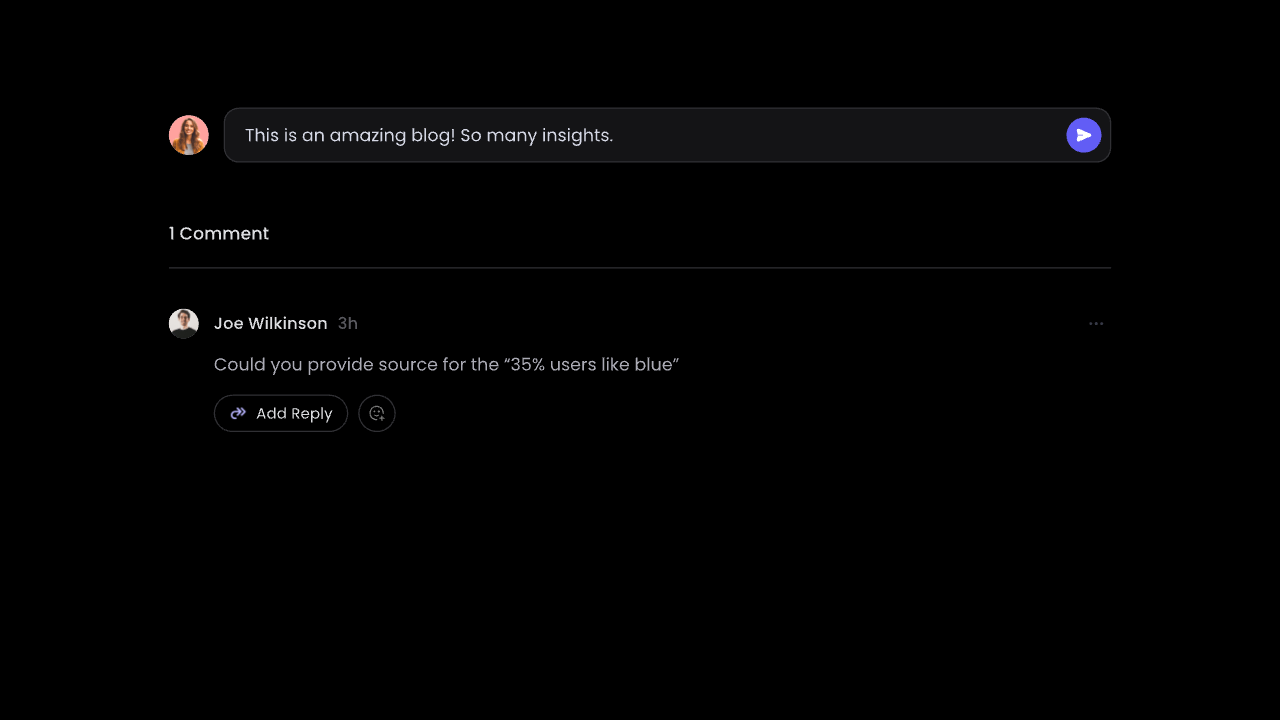 This is an amazing blog! So many insights.
1 Comment
Joe Wilkinson 3h
Could you provide source for the “35% users like blue”
Add Reply